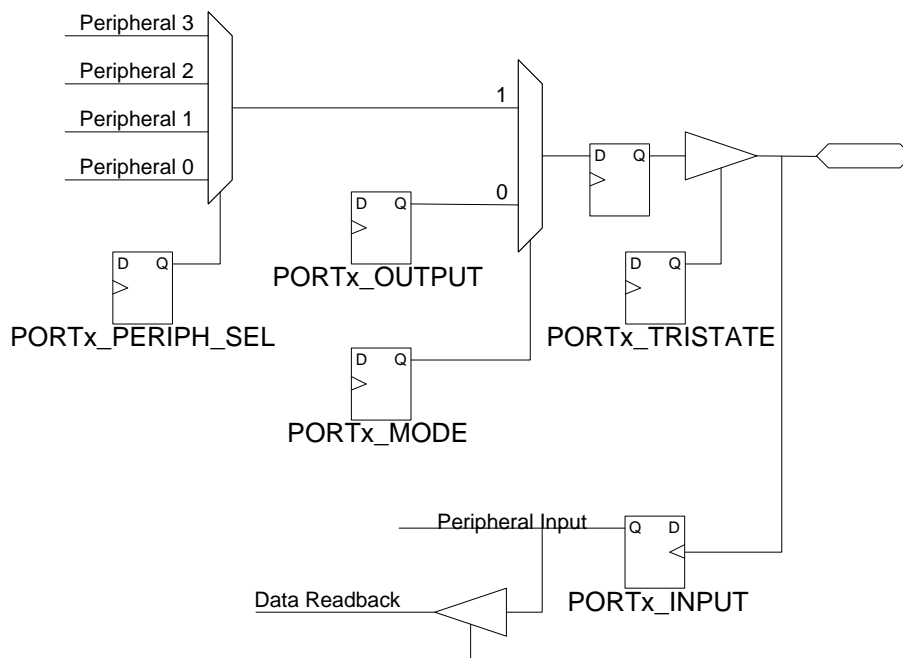 Peripheral 3
Peripheral 2
Peripheral 1
Peripheral 0
1
0
D Q
D Q
PORTx_OUTPUT
D Q
D Q
PORTx_PERIPH_SEL
D Q
PORTx_TRISTATE
D Q
PORTx_MODE
Peripheral Input
Q D
PORTx_INPUT
Data Readback